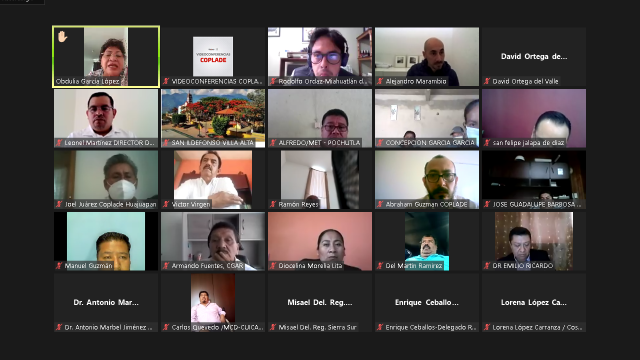 Obdulia García López
VIDEOCONFERENCIAS
COPLADE
VIDEOCONFERENCIAS COPLA...
Rodolfo Ordaz-Miahuatlán d...
Alejandro Marambio
David Ortega de...
David Ortega del Valle
Leonel Martínez DIRECTOR D...
SAN ILDEFONSO VILLA ALTA
ALFREDO/MET - POCHUTLA
CONCEPCIÓN GARCIA GARCIA
san felipe jalapa de diaz
Joel Juárez Coplade Huajuapan
Victor Virgen
Ramón Reyes
Abraham Guzmán COPLADE
JOSE GUADALUPE BARBOSA ...
Manuel Guzmán
Armando Fuentes, CGAR
Diocelina Morelia Lita
Del Martin Ramirez
DR EMILIO RICARDO
Dr. Antonio Mar...
Dr. Antonio Marbel Jiménez ...
Carlos Quevedo /MCD-CUICA...
Misael Del. Reg....
Misael Del. Reg. Sierra Sur
Enrique Ceballo...
Enrique Ceballos-Delegado R...
Lorena López Ca...
Lorena López Carranza / Cos...